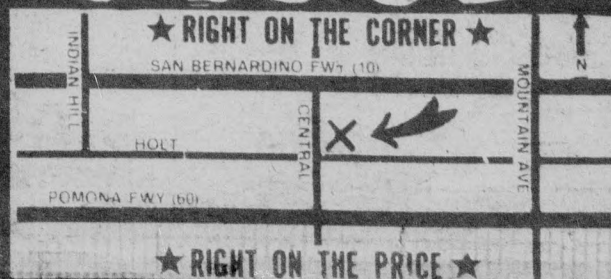 ★ RIGHT ON THE CORNER ★
N
SAN BERNARDINO FWY (10)
INDIAN HILL
MOUNTAIN AVE
CENTRAL
X
HOLT
POMONA FWY (60)
★ RIGHT ON THE PRICE ★